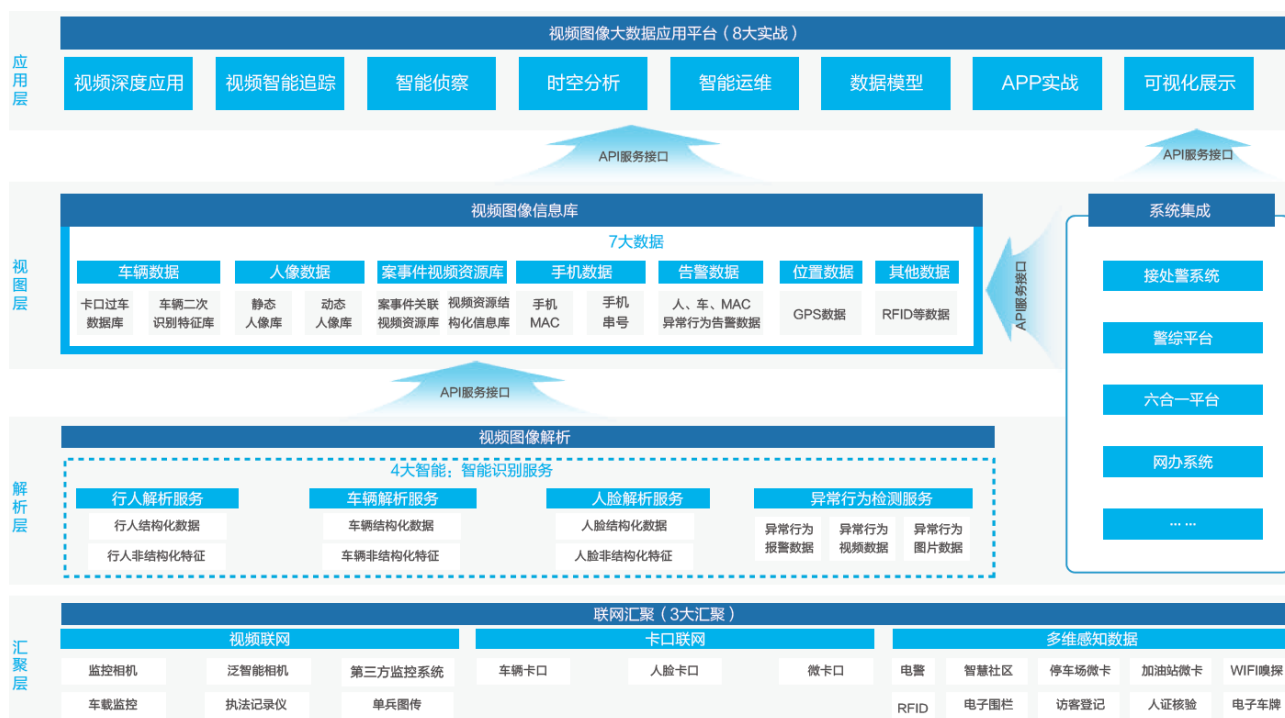 应用层
视频图像大数据应用平台（8大实战）
视频深度应用
视频智能追踪
智能侦察
时空分析
智能运维
数据模型
APP实战
可视化展示
API服务接口
API服务接口
视图层
视频图像信息库
7大数据
车辆数据
人像数据
案事件视频资源库
手机数据
告警数据
位置数据
其他数据
卡口过车
数据库
车辆二次
识别特征库
静态
人像库
动态
人像库
案事件关联
视频资源库
视频资源结
构化信息库
手机
MAC
手机
串号
人、车、MAC
异常行为告警数据
GPS数据
RFID等数据
API服务接口
系统集成
接处警系统
警综平台
六合一平台
网办系统
... ...
API服务接口
解析层
视频图像解析
4大智能：智能识别服务
行人解析服务
车辆解析服务
人脸解析服务
异常行为检测服务
行人结构化数据
行人非结构化特征
车辆结构化数据
车辆非结构化特征
人脸结构化数据
人脸非结构化特征
异常行为
报警数据
异常行为
视频数据
异常行为
图片数据
汇聚层
联网汇聚（3大汇聚）
视频联网
卡口联网
多维感知数据
监控相机
泛智能相机
第三方监控系统
车辆卡口
人脸卡口
微卡口
电警
智慧社区
停车场微卡
加油站微卡
WIFI嗅探
车载监控
执法记录仪
单兵图传
RFID
电子围栏
访客登记
人证核验
电子车牌